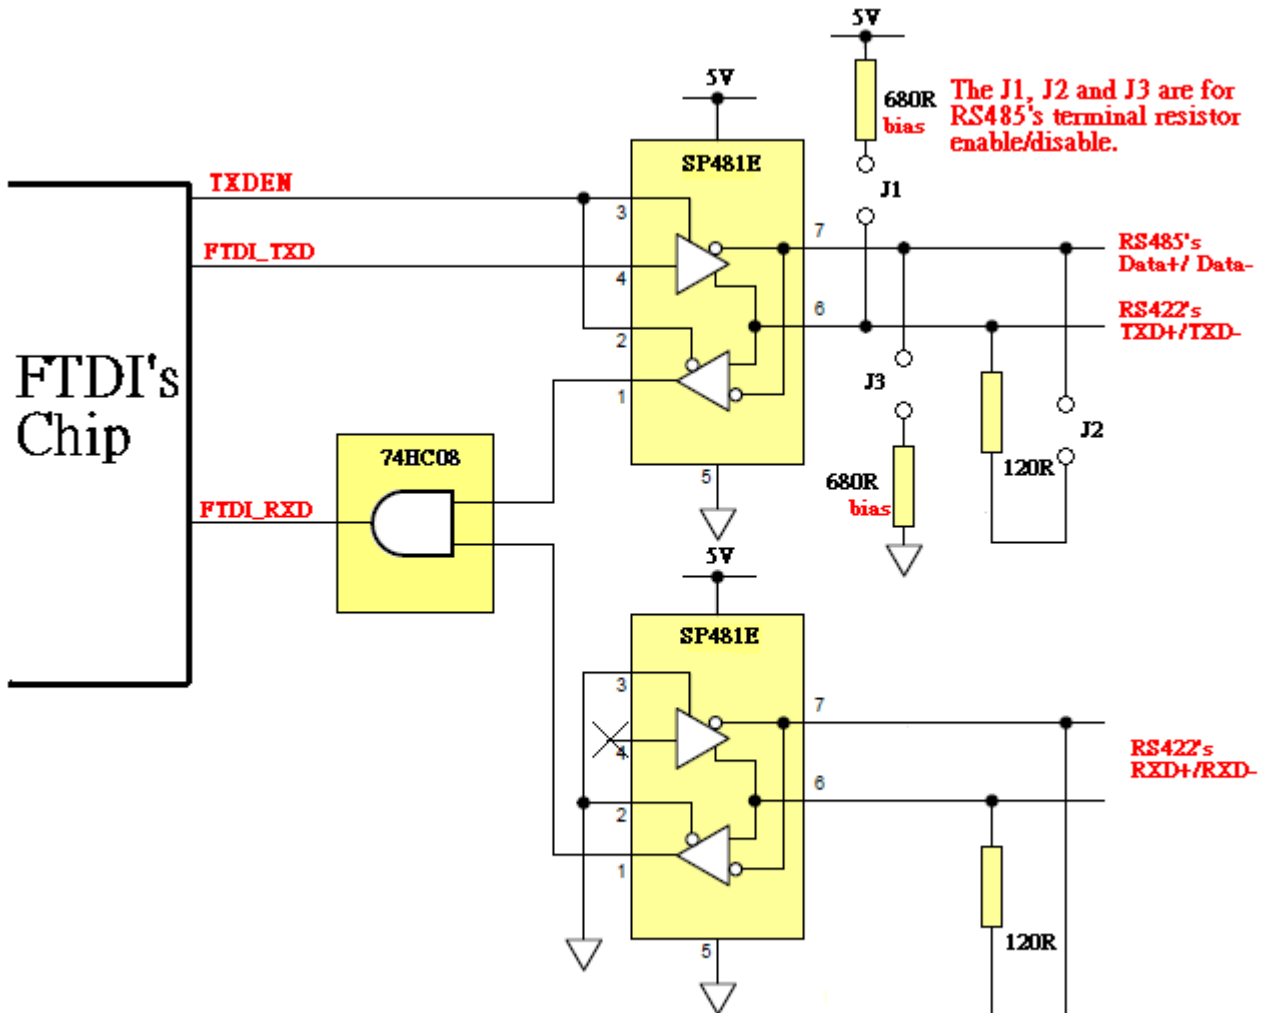 5V
5V
680R
bias
The J1, J2 and J3 are for
RS485's terminal resistor
enable/disable.
SP481E
J1
TXDEN
3
FTDI_TXD
4
7
RS485's
Data+/ Data-
6
RS422's
TXD+/TXD-
2
1
FTDI's
Chip
J3
J2
120R
74HC08
5
680R
bias
FTDI_RXD
5V
SP481E
3
4
7
RS422's
RXD+/RXD-
6
2
1
120R
5